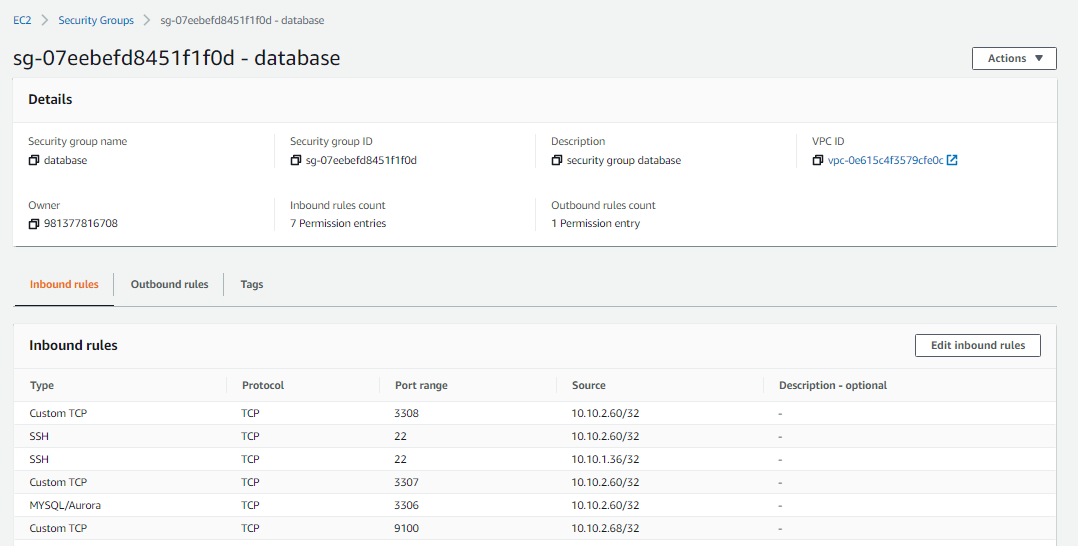 EC2 > Security Groups > sg-07eebefd8451f1f0d - database
sg-07eebefd8451f1f0d - database
Actions ▼
Details
Security group name Security group ID Description VPC ID
database sg-07eebefd8451f1f0d security group database vpc-0e615c4f3579cfe0c
Owner Inbound rules count Outbound rules count
981377816708 7 Permission entries 1 Permission entry
Inbound rules Outbound rules Tags
Inbound rules Edit inbound rules
Type Protocol Port range Source Description - optional
Custom TCP TCP 3308 10.10.2.60/32 -
SSH TCP 22 10.10.2.60/32 -
SSH TCP 22 10.10.1.36/32 -
Custom TCP TCP 3307 10.10.2.60/32 -
MYSQL/Aurora TCP 3306 10.10.2.60/32 -
Custom TCP TCP 9100 10.10.2.68/32 -